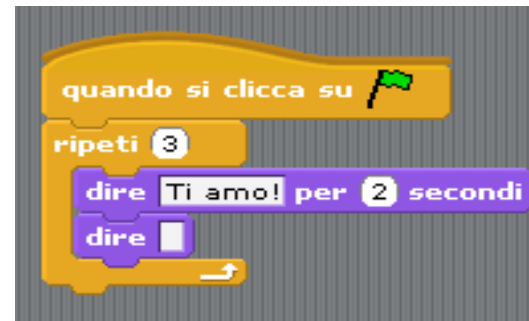 quando si clicca su
ripeti 3
dire Ti amo! per 2 secondi
dire